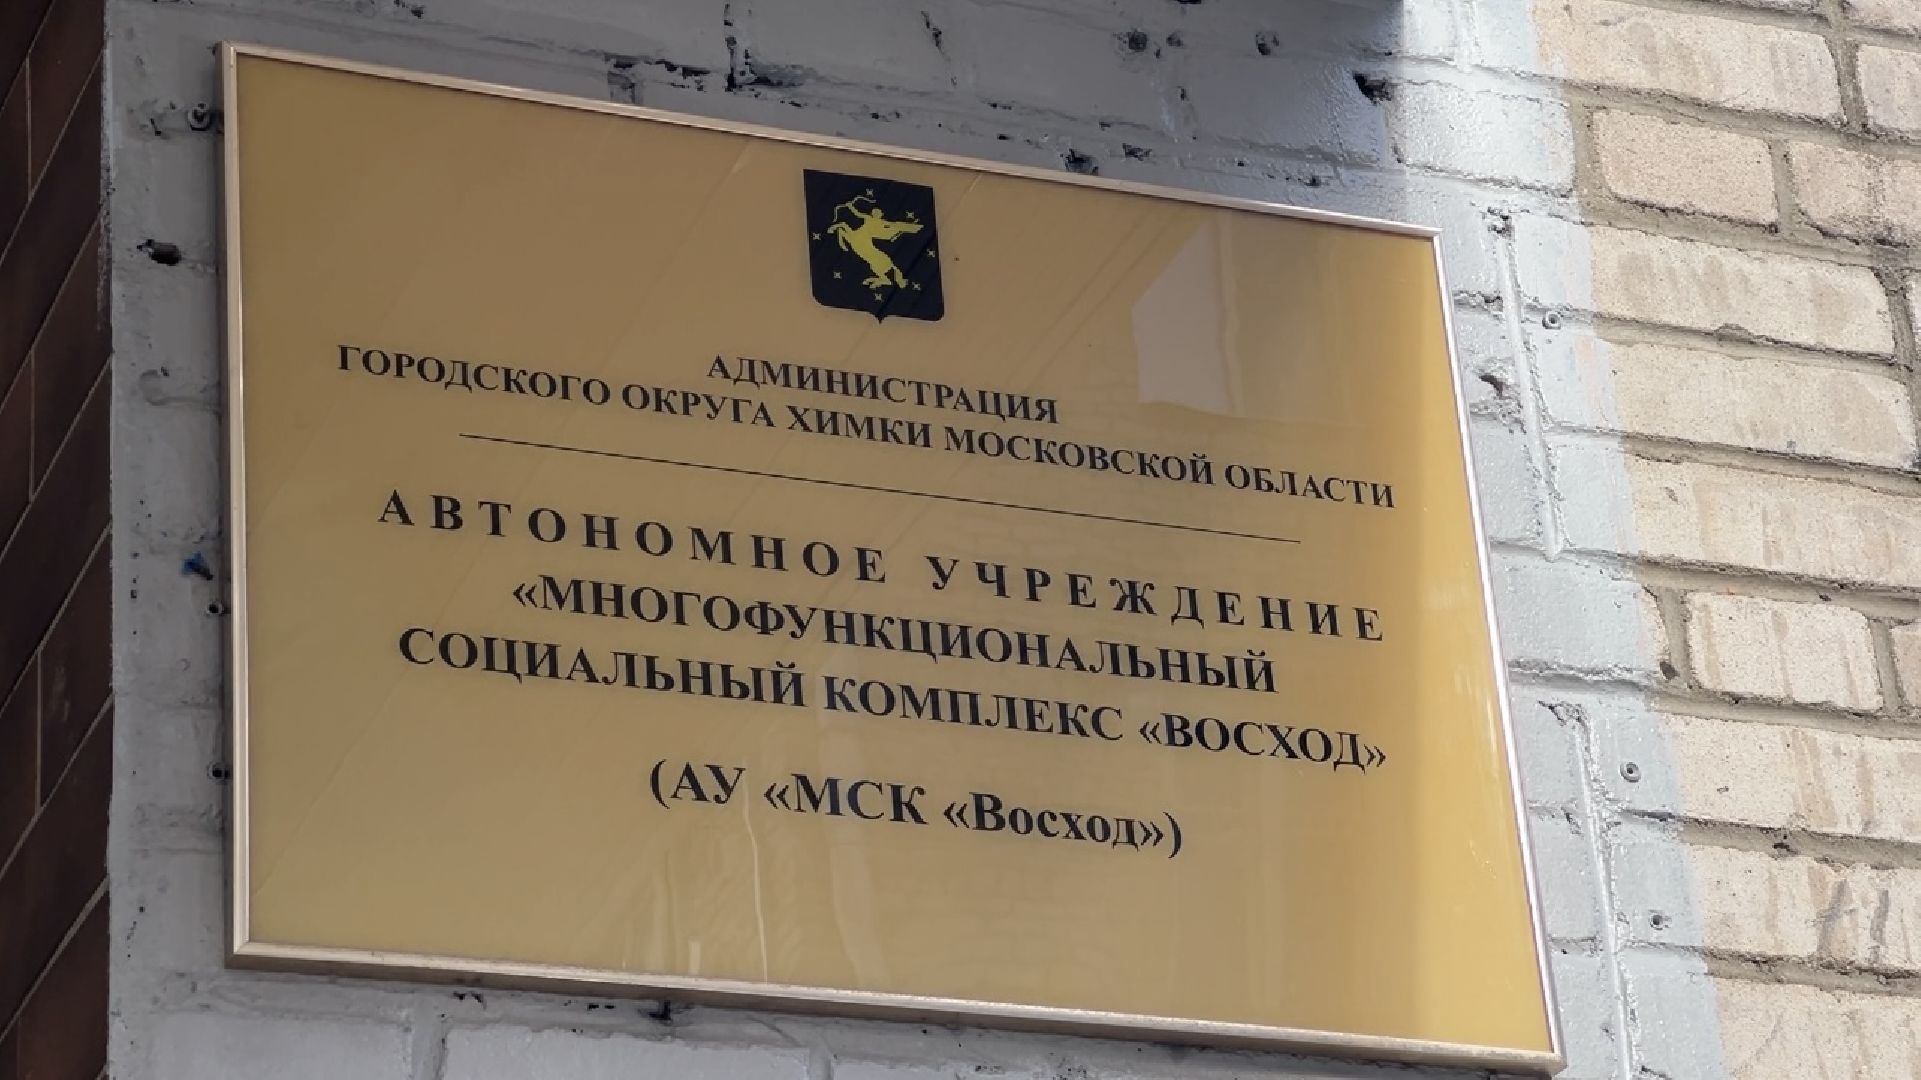 АДМИНИСТРАЦИЯ
ГОРОДСКОГО ОКРУГА ХИМКИ МОСКОВСКОЙ ОБЛАСТИ
АВТОНОМНОЕ УЧРЕЖДЕНИЕ
«МНОГОФУНКЦИОНАЛЬНЫЙ
СОЦИАЛЬНЫЙ КОМПЛЕКС «ВОСХОД»
(АУ «МСК «Восход»)